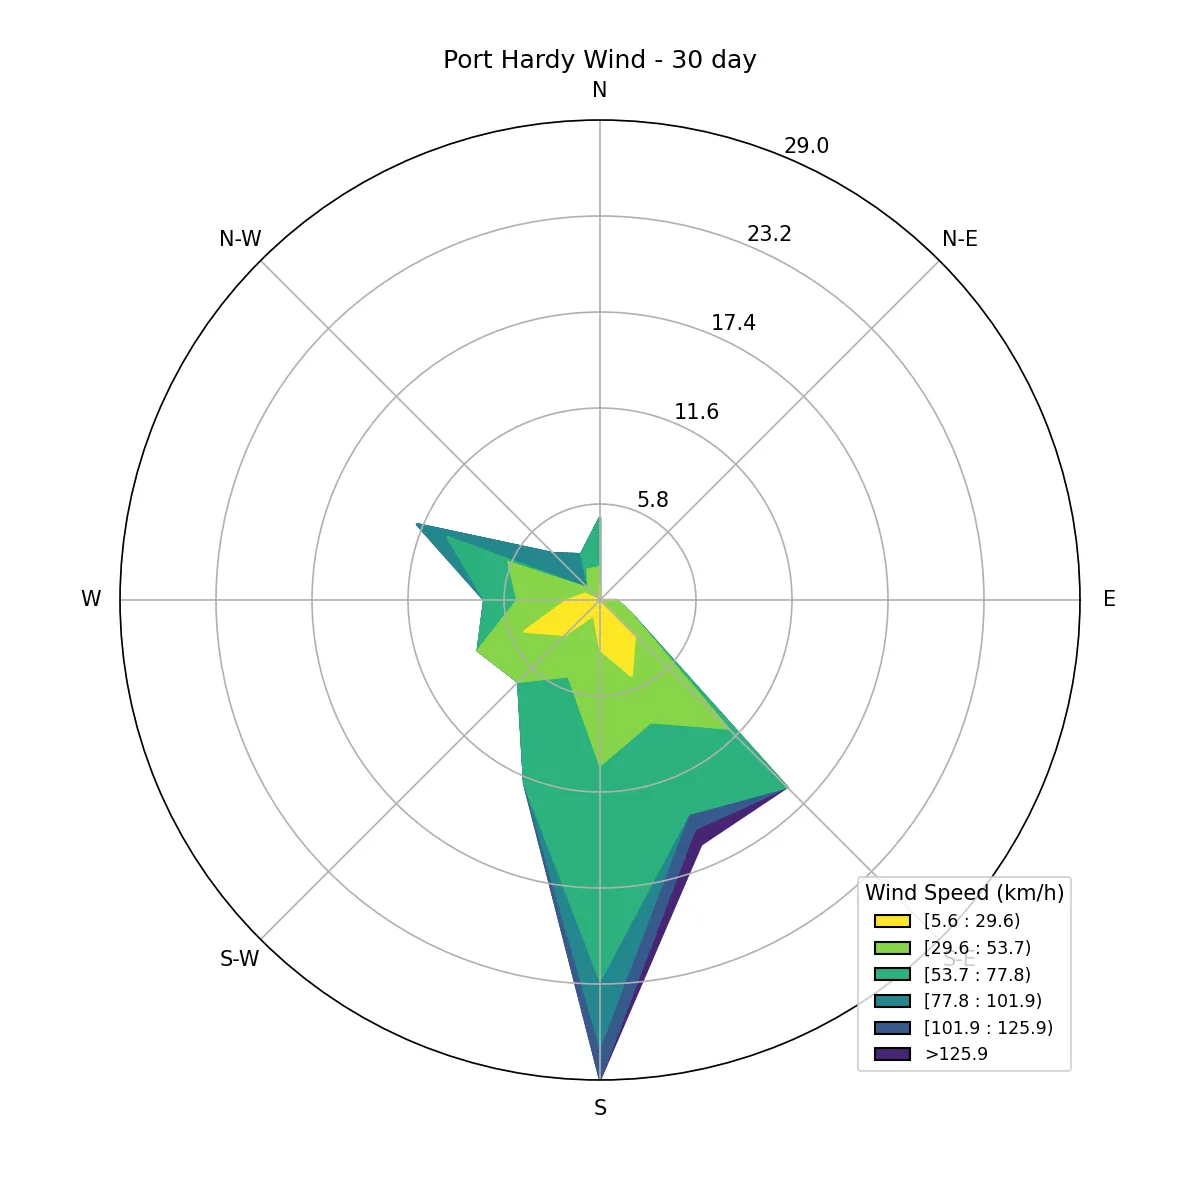 Port Hardy Wind - 30 day
N
29.0
N-W
23.2
N-E
17.4
11.6
5.8
W
E
S-W
S-E
S
Wind Speed (km/h)
[5.6 : 29.6)
[29.6 : 53.7)
[53.7 : 77.8)
[77.8 : 101.9)
[101.9 : 125.9)
>125.9